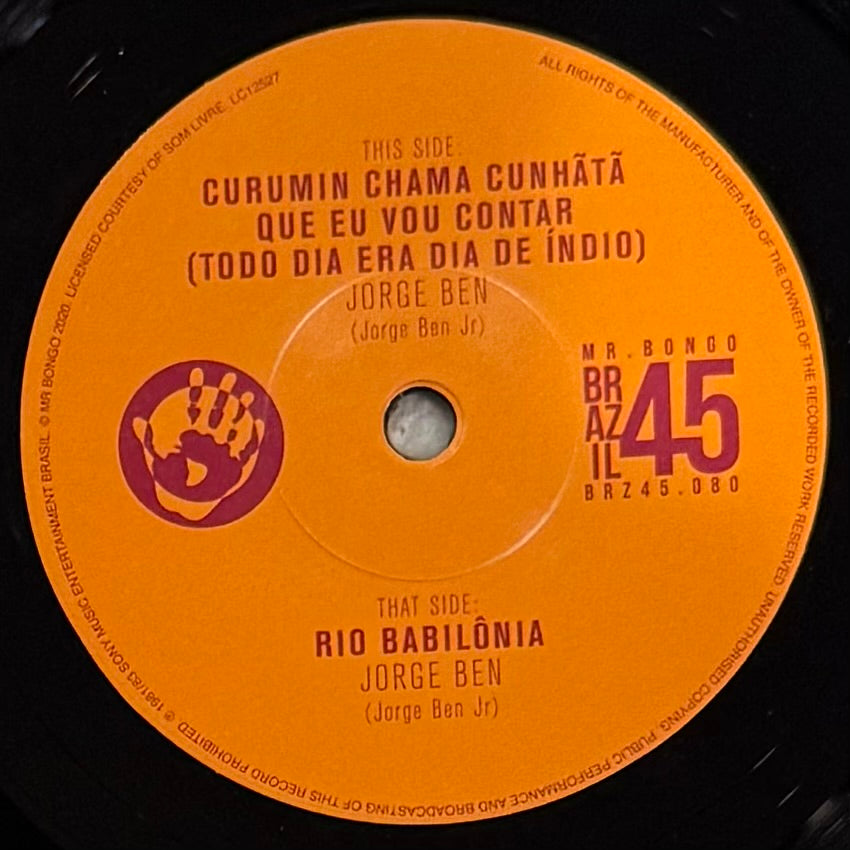 THIS SIDE:
CURUMIN CHAMA CUNHÃTÃ
QUE EU VOU CONTAR
(TODO DIA ERA DIA DE ÍNDIO)
JORGE BEN
(Jorge Ben Jr)
MR.BONGO
BR
AZ
IL
45
BRZ45.080
THAT SIDE:
RIO BABILÔNIA
JORGE BEN
(Jorge Ben Jr)
℗ 1981/83 SONY MUSIC ENTERTAINMENT BRASIL. © MR BONGO 2020. LICENSED COURTESY OF SOM LIVRE. LC12527
ALL RIGHTS OF THE MANUFACTURER AND OF THE OWNER OF THE RECORDED WORK RESERVED. UNAUTHORISED COPYING, PUBLIC PERFORMANCE AND BROADCASTING OF THIS RECORD PROHIBITED